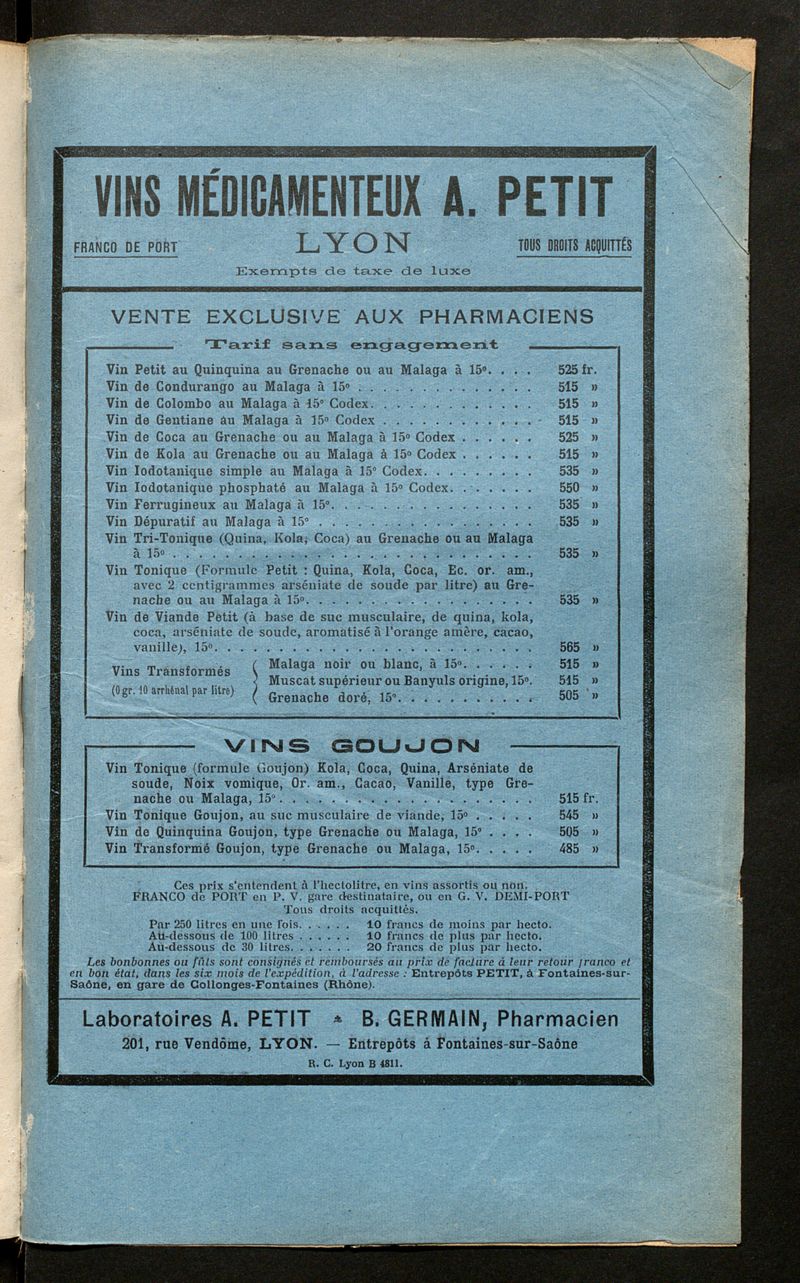 VINS MÉDICAMENTEUX A. PETIT
FRANCO DE PORT LYON TOUS DROITS ACQUITTÉS
Exempts de taxe de luxe
VENTE EXCLUSIVE AUX PHARMACIENS
Tarif sans engagement
Vin Petit au Quinquina au Grenache ou au Malaga à 15°. . . . 525 fr.
Vin de Condurango au Malaga à 15° . . . . . . . . . . . . . . 515 »
Vin de Colombo au Malaga à 15° Codex. . . . . . . . . . . . . 515 »
Vin de Gentiane au Malaga à 15° Codex . . . . . . . . . . . . 515 »
Vin de Coca au Grenache ou au Malaga à 15° Codex . . . . . . 525 »
Vin de Kola au Grenache ou au Malaga à 15° Codex . . . . . . 515 »
Vin Iodotanique simple au Malaga à 15° Codex. . . . . . . . . 535 »
Vin Iodotanique phosphaté au Malaga à 15° Codex. . . . . . . 550 »
Vin Ferrugineux au Malaga à 15°. . . . . . . . . . . . . . . . 535 »
Vin Dépuratif au Malaga à 15° . . . . . . . . . . . . . . . . . 535 »
Vin Tri-Tonique (Quina, Kola, Coca) au Grenache ou au Malaga
à 15° . . . . . . . . . . . . . . . . . . . . . . . . . . . . 535 »
Vin Tonique (Formule Petit : Quina, Kola, Coca, Ec. or. am.,
avec 2 centigrammes arséniate de soude par litre) au Gre-
nache ou au Malaga à 15°. . . . . . . . . . . . . . . . . . 535 »
Vin de Viande Petit (à base de suc musculaire, de quina, kola,
coca, arséniate de soude, aromatisé à l'orange amère, cacao,
vanille), 15°. . . . . . . . . . . . . . . . . . . . . . . . . 565 »
Vins Transformés
(0 gr. 10 arrhénal par litre)
Malaga noir ou blanc, à 15°. . . . . . 515 »
Muscat supérieur ou Banyuls origine, 15°. 515 »
Grenache doré, 15°. . . . . . . . . . . 505 »
VINS GOUJON
Vin Tonique (formule Goujon) Kola, Coca, Quina, Arséniate de
soude, Noix vomique, Or. am., Cacao, Vanille, type Gre-
nache ou Malaga, 15° . . . . . . . . . . . . . . . . . . . . 515 fr.
Vin Tonique Goujon, au suc musculaire de viande, 15° . . . . . 545 »
Vin de Quinquina Goujon, type Grenache ou Malaga, 15° . . . . 505 »
Vin Transformé Goujon, type Grenache ou Malaga, 15°. . . . . 485 »
Ces prix s'entendent à l'hectolitre, en vins assortis ou non.
FRANCO de PORT en P. V. gare destinataire, ou en G. V. DEMI-PORT
Tous droits acquittés.
Par 250 litres en une fois. . . . . . 10 francs de moins par hecto.
Au-dessous de 100 litres . . . . . . 10 francs de plus par hecto.
Au-dessous de 30 litres. . . . . . . 20 francs de plus par hecto.
Les bonbonnes ou fûts sont consignés et remboursés au prix de facture à leur retour franco et
en bon état, dans les six mois de l'expédition, à l'adresse : Entrepôts PETIT, à Fontaines-sur-
Saône, en gare de Collonges-Fontaines (Rhône).
Laboratoires A. PETIT * B. GERMAIN, Pharmacien
201, rue Vendôme, LYON. — Entrepôts à Fontaines-sur-Saône
R. C. Lyon B 4811.